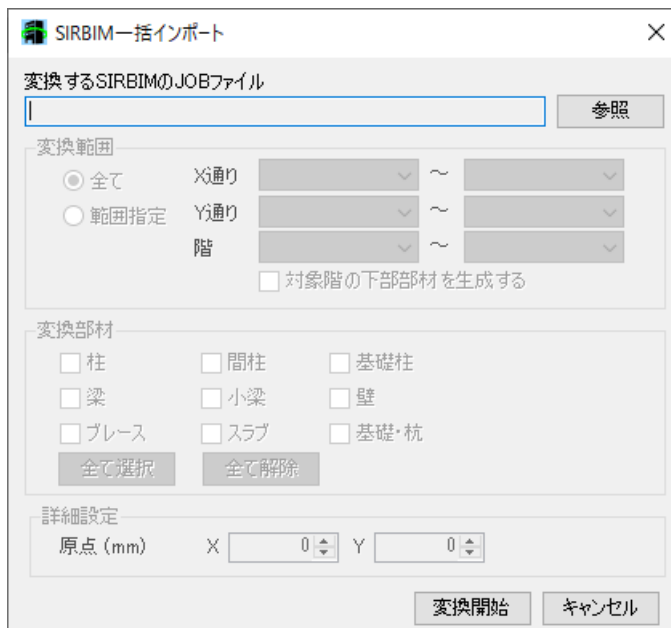 SIRBIM一括インポート
変換するSIRBIMのJOBファイル
参照
変換範囲
全て
X通り ～
範囲指定
Y通り ～
階 ～
対象階の下部部材を生成する
変換部材
柱 間柱 基礎柱
梁 小梁 壁
ブレース スラブ 基礎・杭
全て選択 全て解除
詳細設定
原点(mm) X 0 Y 0
変換開始 キャンセル